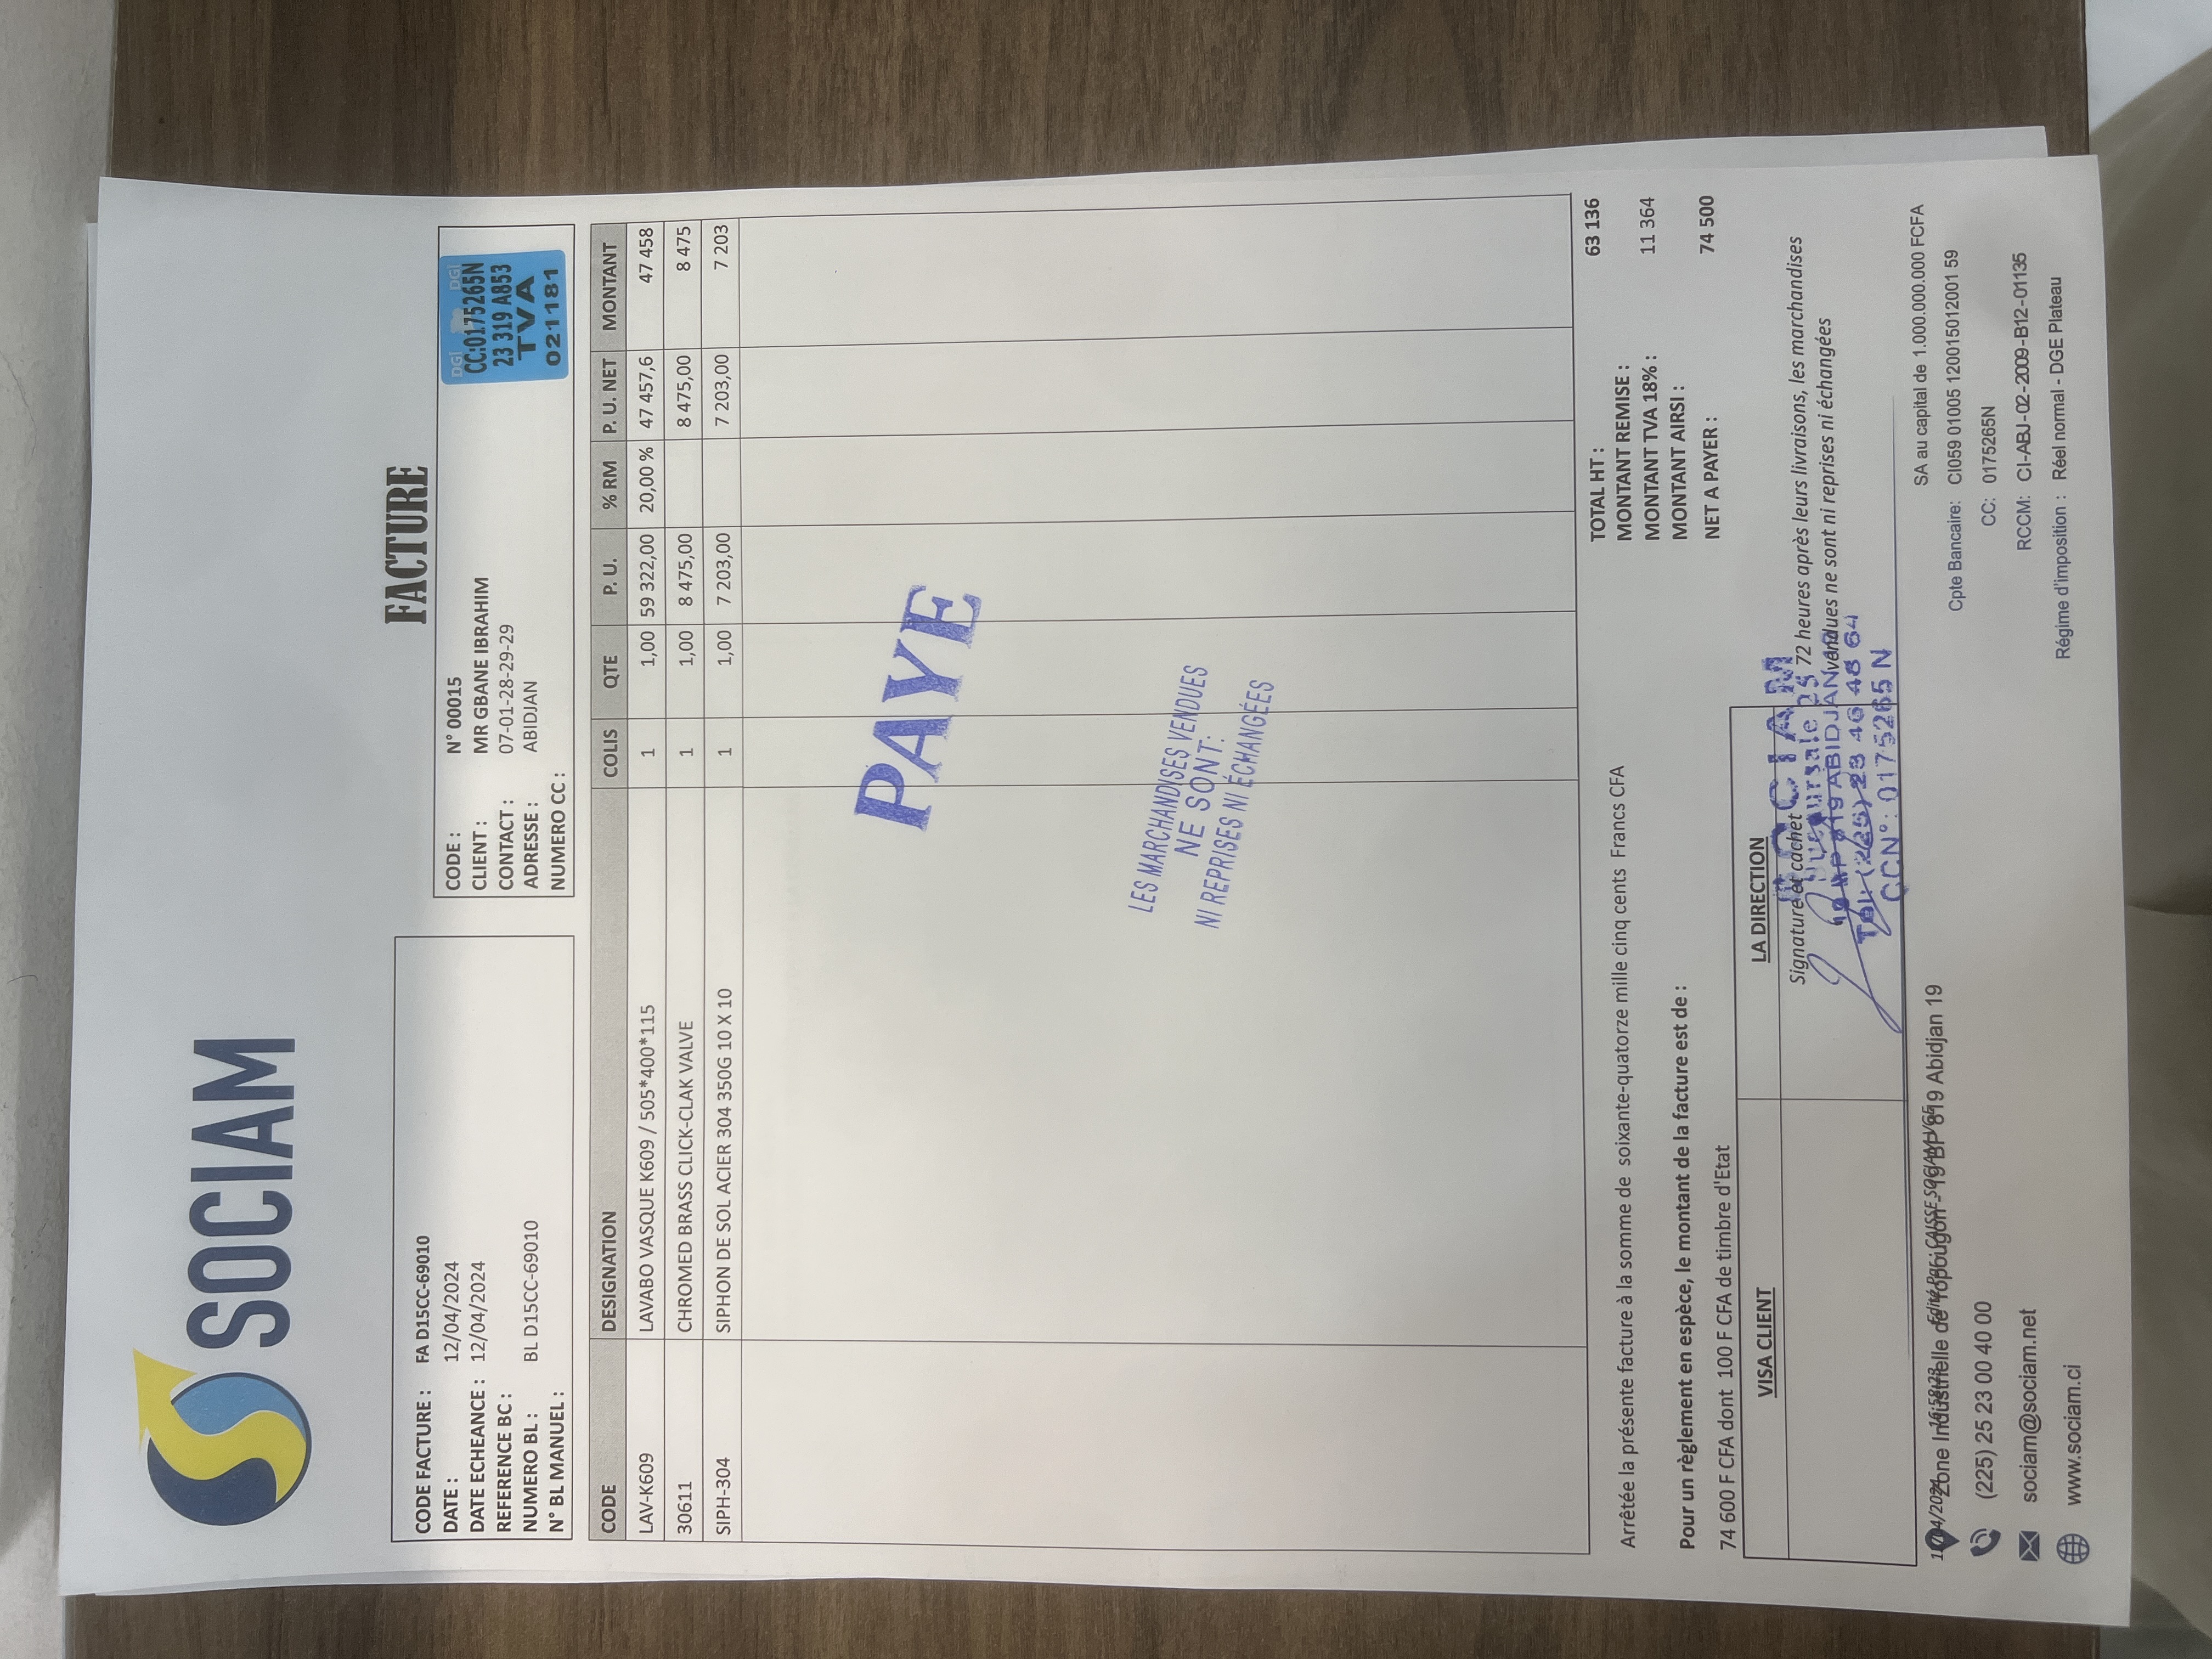 SOCIAM
FACTURE
CODE FACTURE : FA D15CC-69010
DATE : 12/04/2024
DATE ECHEANCE : 12/04/2024
REFERENCE BC :
NUMERO BL : BL D15CC-69010
N° BL MANUEL :
CODE : N° 00015
CLIENT : MR GBANE IBRAHIM
CONTACT : 07-01-28-29-29
ADRESSE : ABIDJAN
NUMERO CC :
DGI DGI
CC:0175265N
23 319 A853
TVA
021181
CODE DESIGNATION COLIS QTE P. U. % RM P. U. NET MONTANT
LAV-K609 LAVABO VASQUE K609 / 505*400*115 1 1,00 59 322,00 20,00 % 47 457,6 47 458
30611 CHROMED BRASS CLICK-CLAK VALVE 1 1,00 8 475,00 8 475,00 8 475
SIPH-304 SIPHON DE SOL ACIER 304 350G 10 X 10 1 1,00 7 203,00 7 203,00 7 203
PAYE
LES MARCHANDISES VENDUES
NE SONT:
NI REPRISES NI ÉCHANGÉES
Arrêtée la présente facture à la somme de soixante-quatorze mille cinq cents Francs CFA
Pour un règlement en espèce, le montant de la facture est de :
74 600 F CFA dont 100 F CFA de timbre d'Etat
TOTAL HT : 63 136
MONTANT REMISE :
MONTANT TVA 18% : 11 364
MONTANT AIRSI :
NET A PAYER : 74 500
VISA CLIENT
LA DIRECTION
Signature et cachet
SOCIAM
Succursale 25
19 BP 819 ABIDJAN 19
Tél: (225) 23 46 48 64
CCN°: 0175265 N
72 heures après leurs livraisons, les marchandises
vendues ne sont ni reprises ni échangées
12/04/2024 16:58:23 Edité Par : CAISSE SOCIAM VGE
Zone Industrielle de Yopougon - 19 BP 819 Abidjan 19
(225) 25 23 00 40 00
sociam@sociam.net
www.sociam.ci
SA au capital de 1.000.000.000 FCFA
Cpte Bancaire: CI059 01005 120015012001 59
CC: 0175265N
RCCM: CI-ABJ-02-2009-B12-01135
Régime d'imposition : Réel normal - DGE Plateau